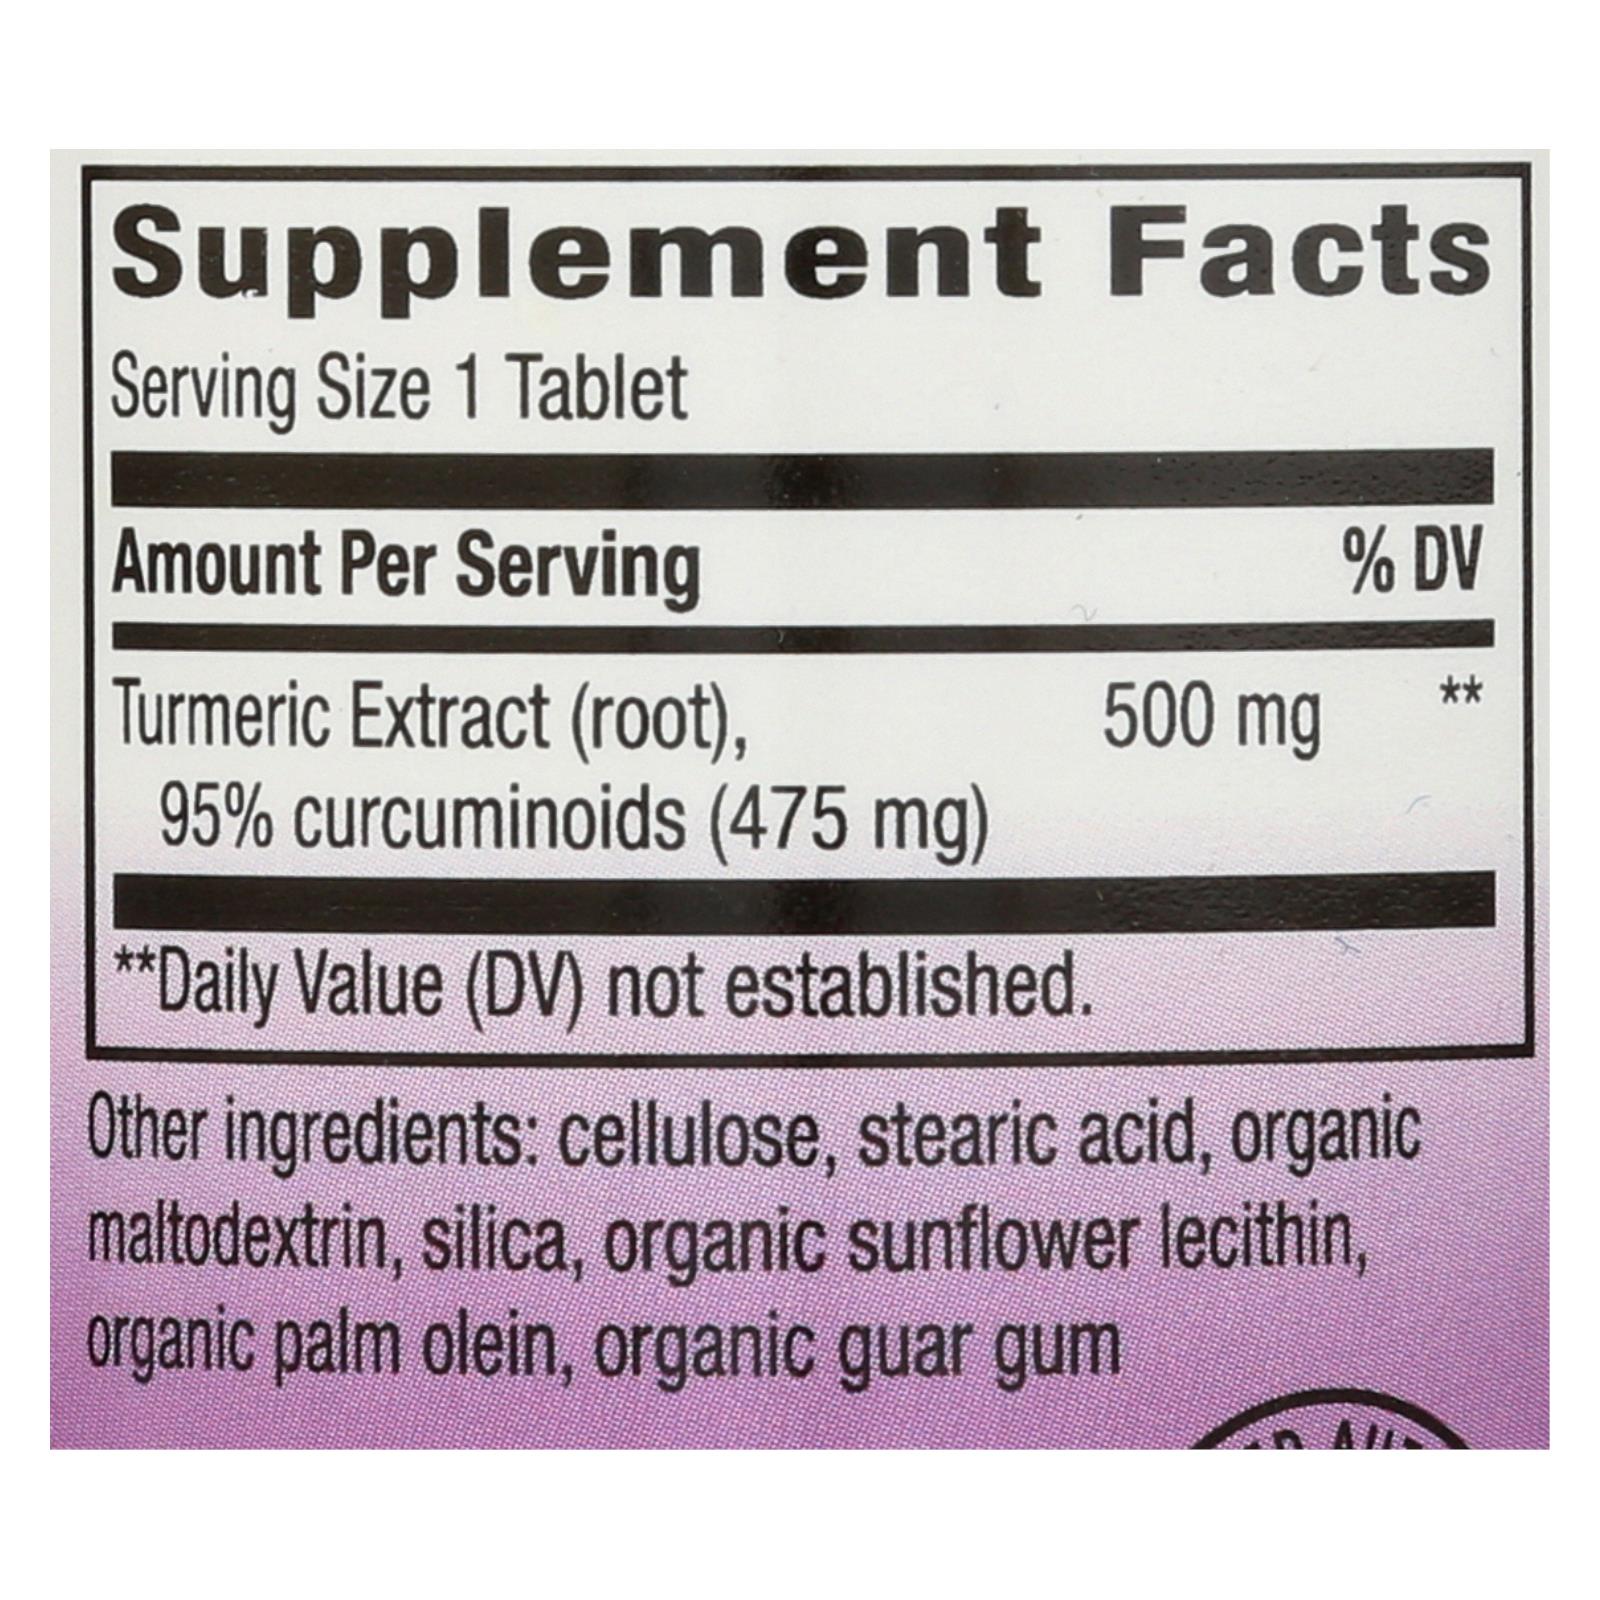 Supplement Facts
Serving Size 1 Tablet
Amount Per Serving % DV
Turmeric Extract (root), 500 mg **
95% curcuminoids (475 mg)
**Daily Value (DV) not established.
Other ingredients: cellulose, stearic acid, organic
maltodextrin, silica, organic sunflower lecithin,
organic palm olein, organic guar gum